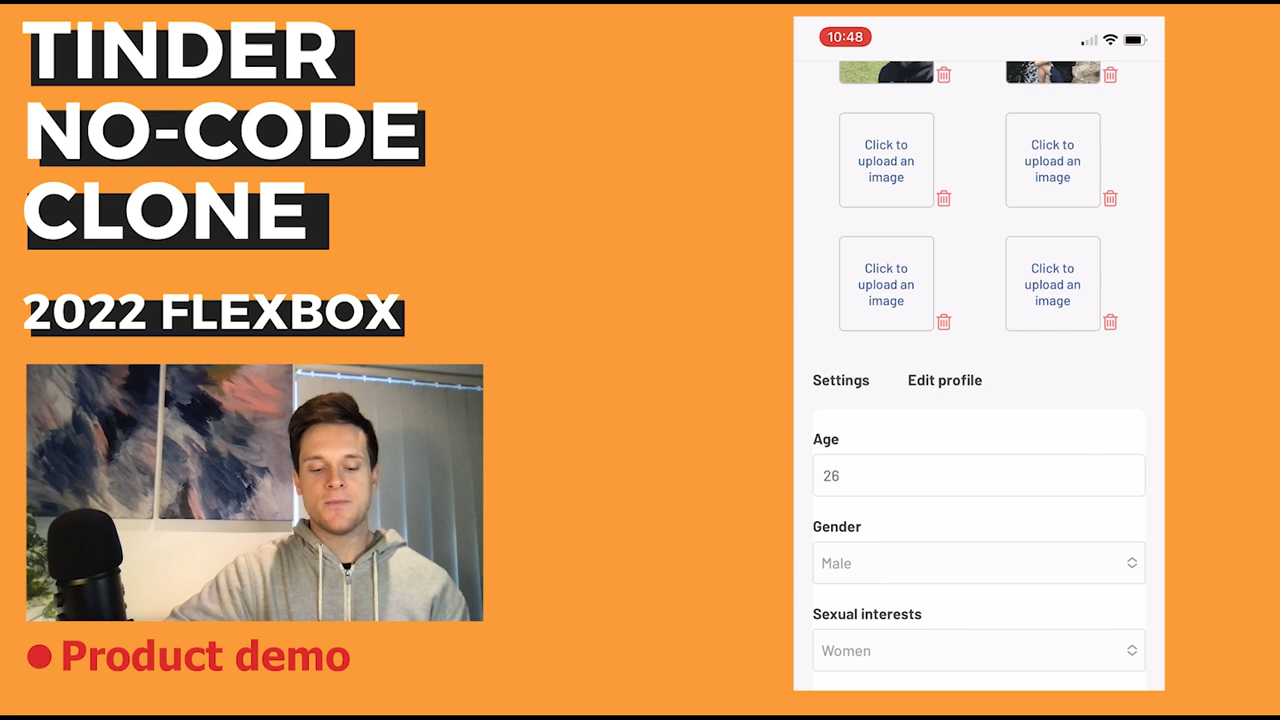 TINDER
NO-CODE
CLONE
2022 FLEXBOX
Product demo
10:48
Click to
upload an
image
Click to
upload an
image
Click to
upload an
image
Click to
upload an
image
Settings
Edit profile
Age
26
Gender
Male
Sexual interests
Women